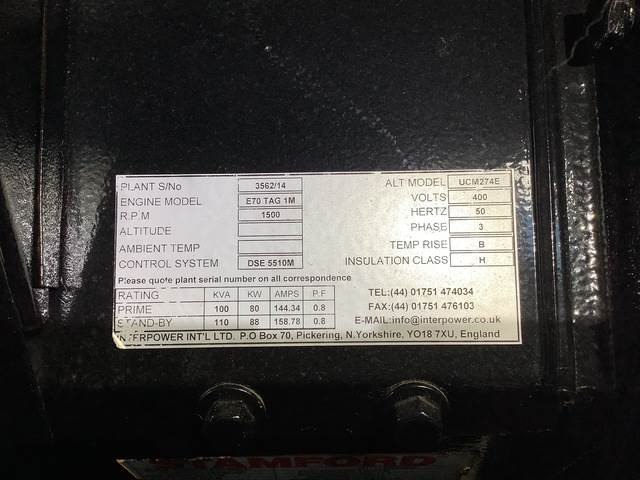 PLANT S/No 3562/14 ALT MODEL UCM274E
ENGINE MODEL E70 TAG 1M VOLTS 400
R.P.M 1500 HERTZ 50
ALTITUDE PHASE 3
AMBIENT TEMP TEMP RISE B
CONTROL SYSTEM DSE 5510M INSULATION CLASS H
Please quote plant serial number on all correspondence
RATING KVA KW AMPS P.F TEL:(44) 01751 474034
PRIME 100 80 144.34 0.8 FAX:(44) 01751 476103
STAND-BY 110 88 158.78 0.8 E-MAIL:info@interpower.co.uk
INTERPOWER INT'L LTD. P.O Box 70, Pickering, N.Yorkshire, YO18 7XU, England
STAMFORD